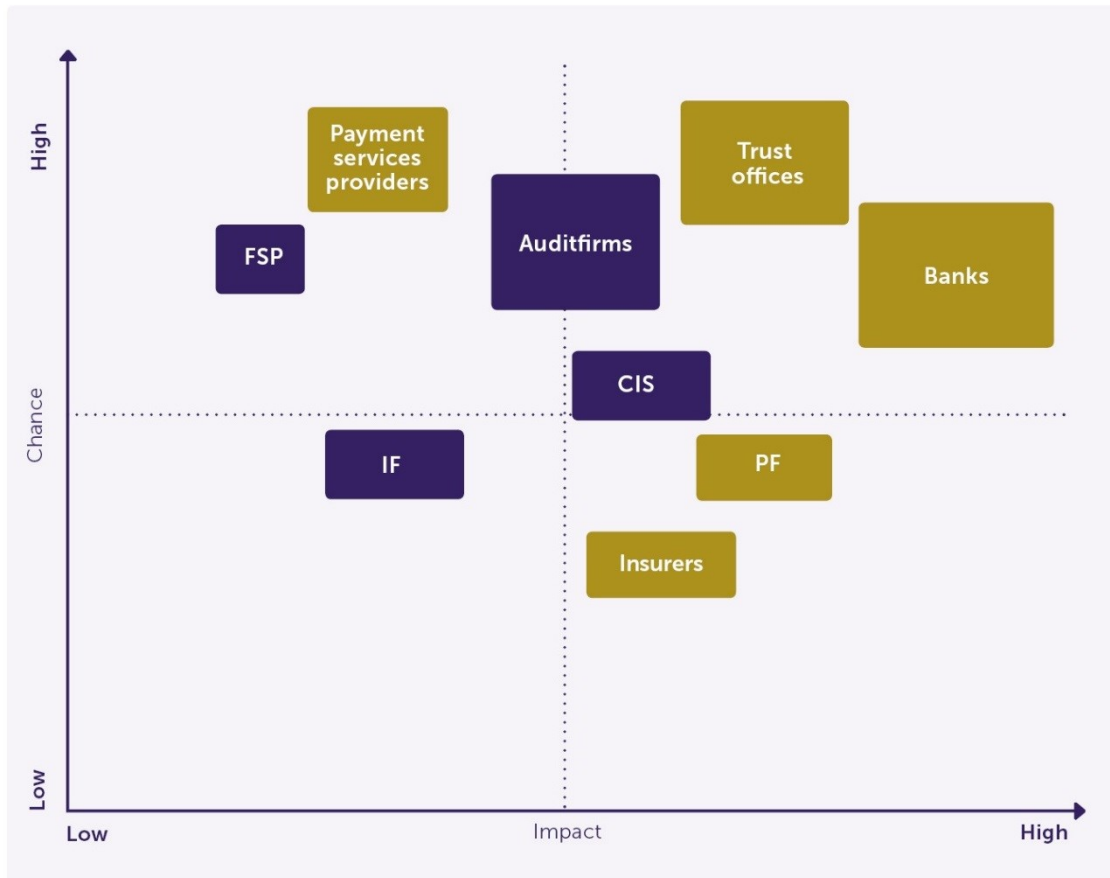 High
Payment
services
providers
Trust
offices
Auditfirms
FSP
Banks
CIS
Chance
IF
PF
Insurers
Low
Low
Impact
High